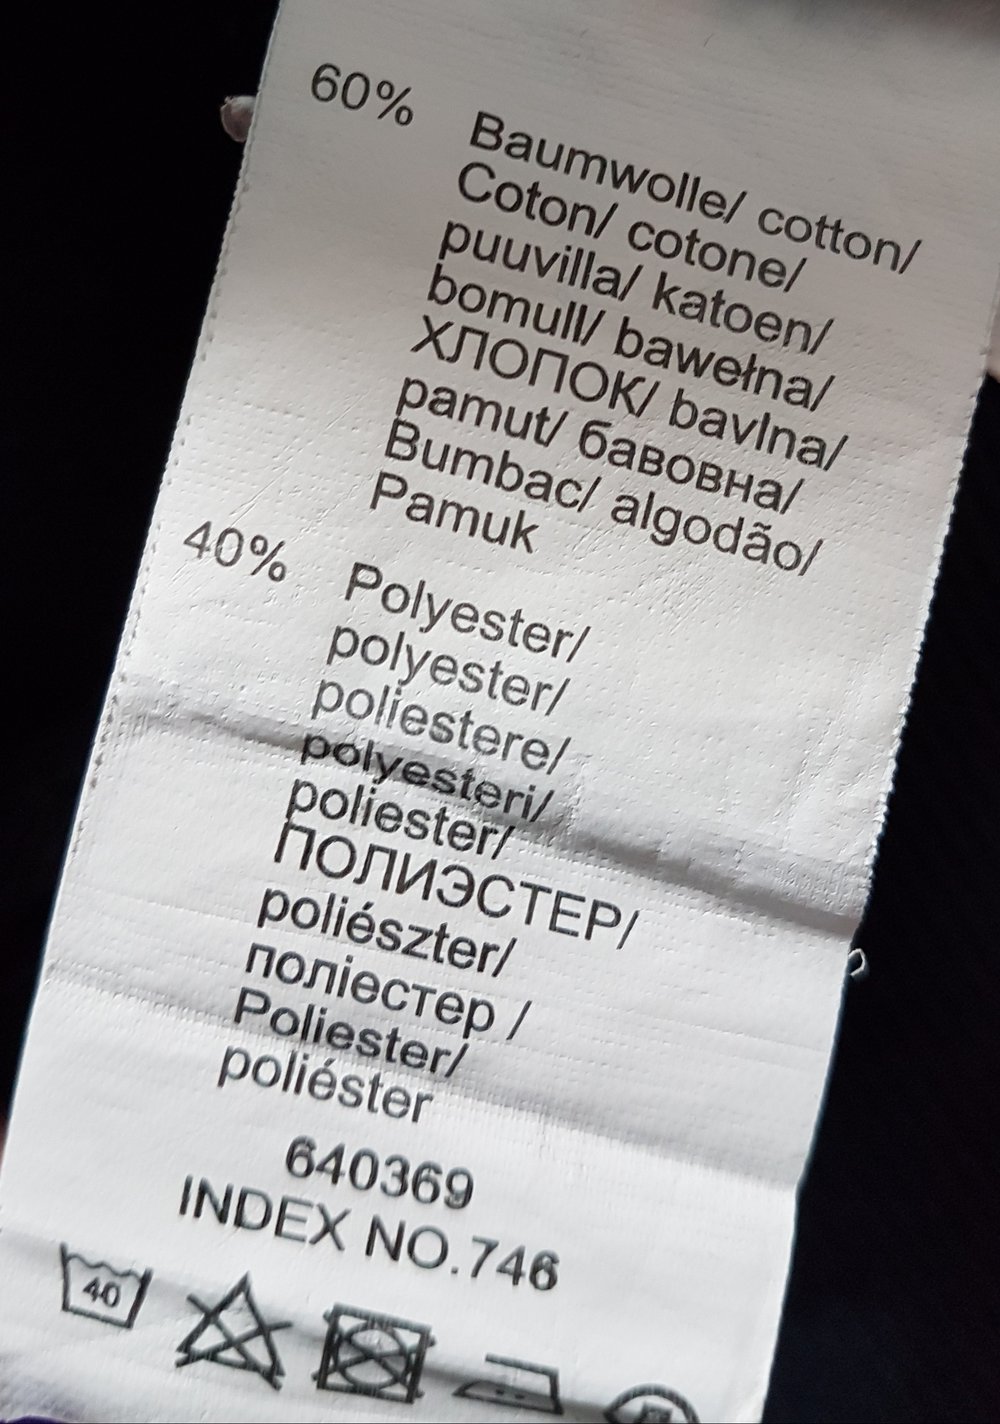 60% Baumwolle/ cotton/
Coton/ cotone/
puuvilla/ katoen/
bomull/ bawełna/
ХЛОПОК/ bavlna/
pamut/ бавовна/
Bumbac/ algodão/
Pamuk
40% Polyester/
polyester/
poliestere/
polyesteri/
poliester/
ПОЛИЭСТЕР/
poliészter/
поліестер /
Poliester/
poliéster
640369
INDEX NO.746
40